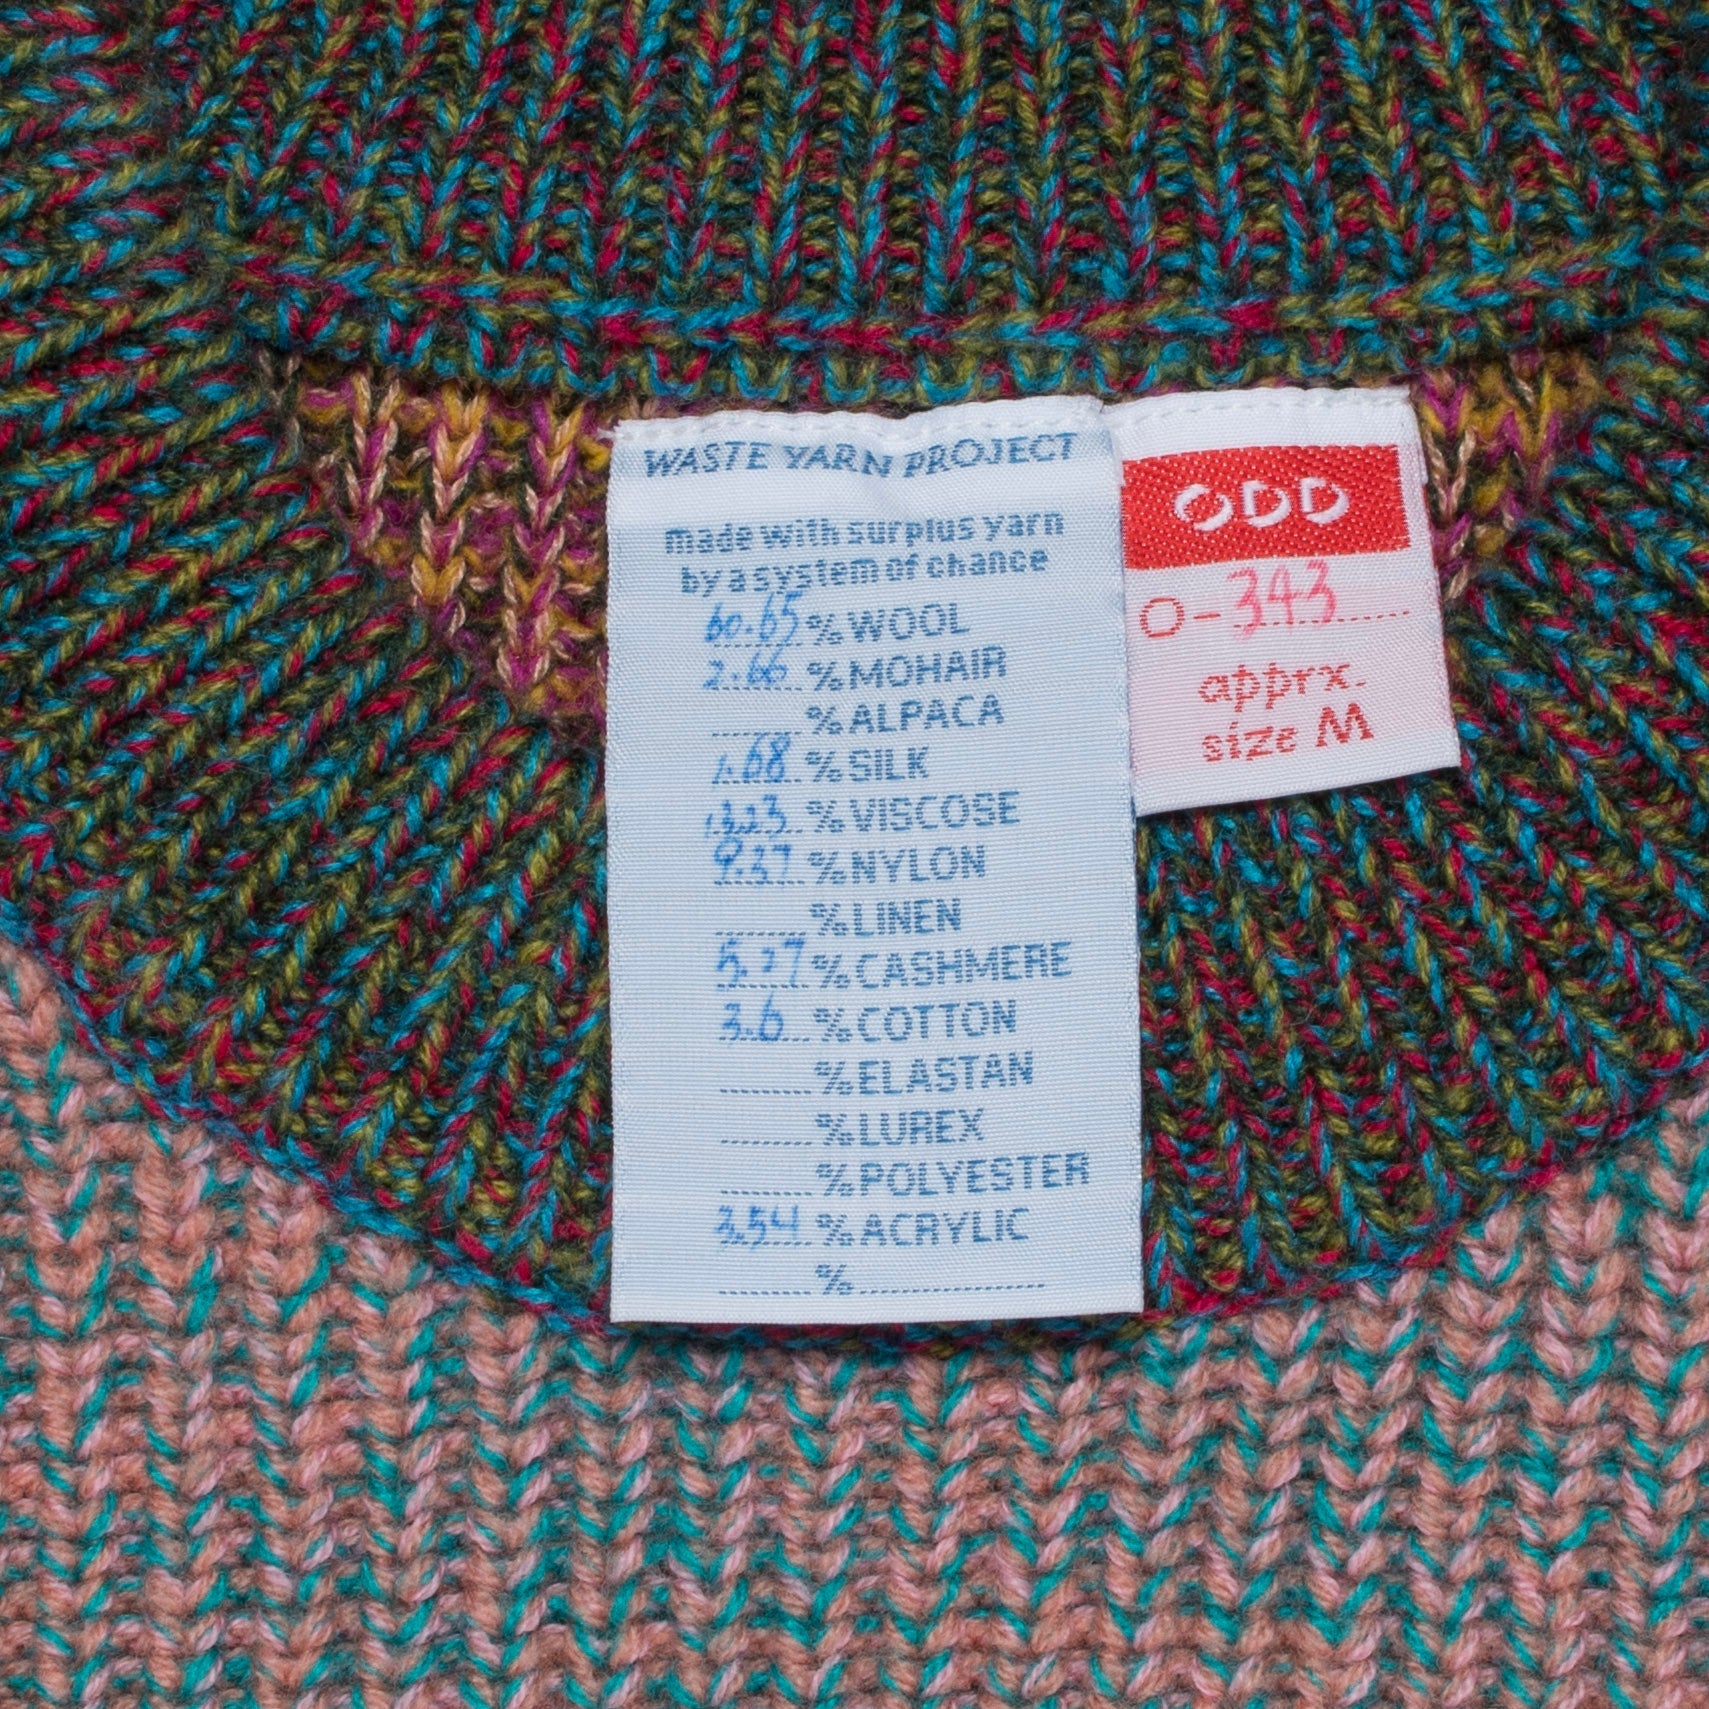 WASTE YARN PROJECT
made with surplus yarn
by a system of chance
60.65% WOOL
2.66% MOHAIR
% ALPACA
1.68% SILK
13.23% VISCOSE
9.37% NYLON
% LINEN
5.27% CASHMERE
3.6% COTTON
% ELASTAN
% LUREX
% POLYESTER
3.54% ACRYLIC
%
ODD
O-343
apprx.
size M